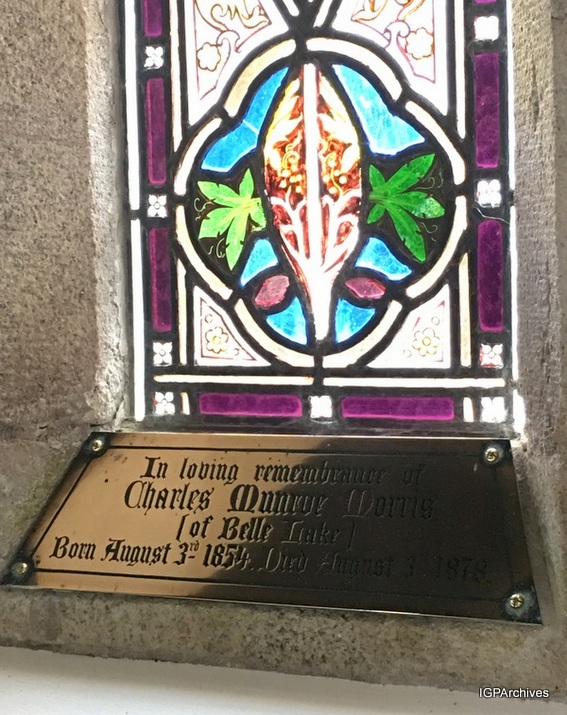 In loving remembrance of
Charles Munroe Morris
[of Belle Lake]
Born August 3rd 1854. Died August 3 1878.
IGPArchives